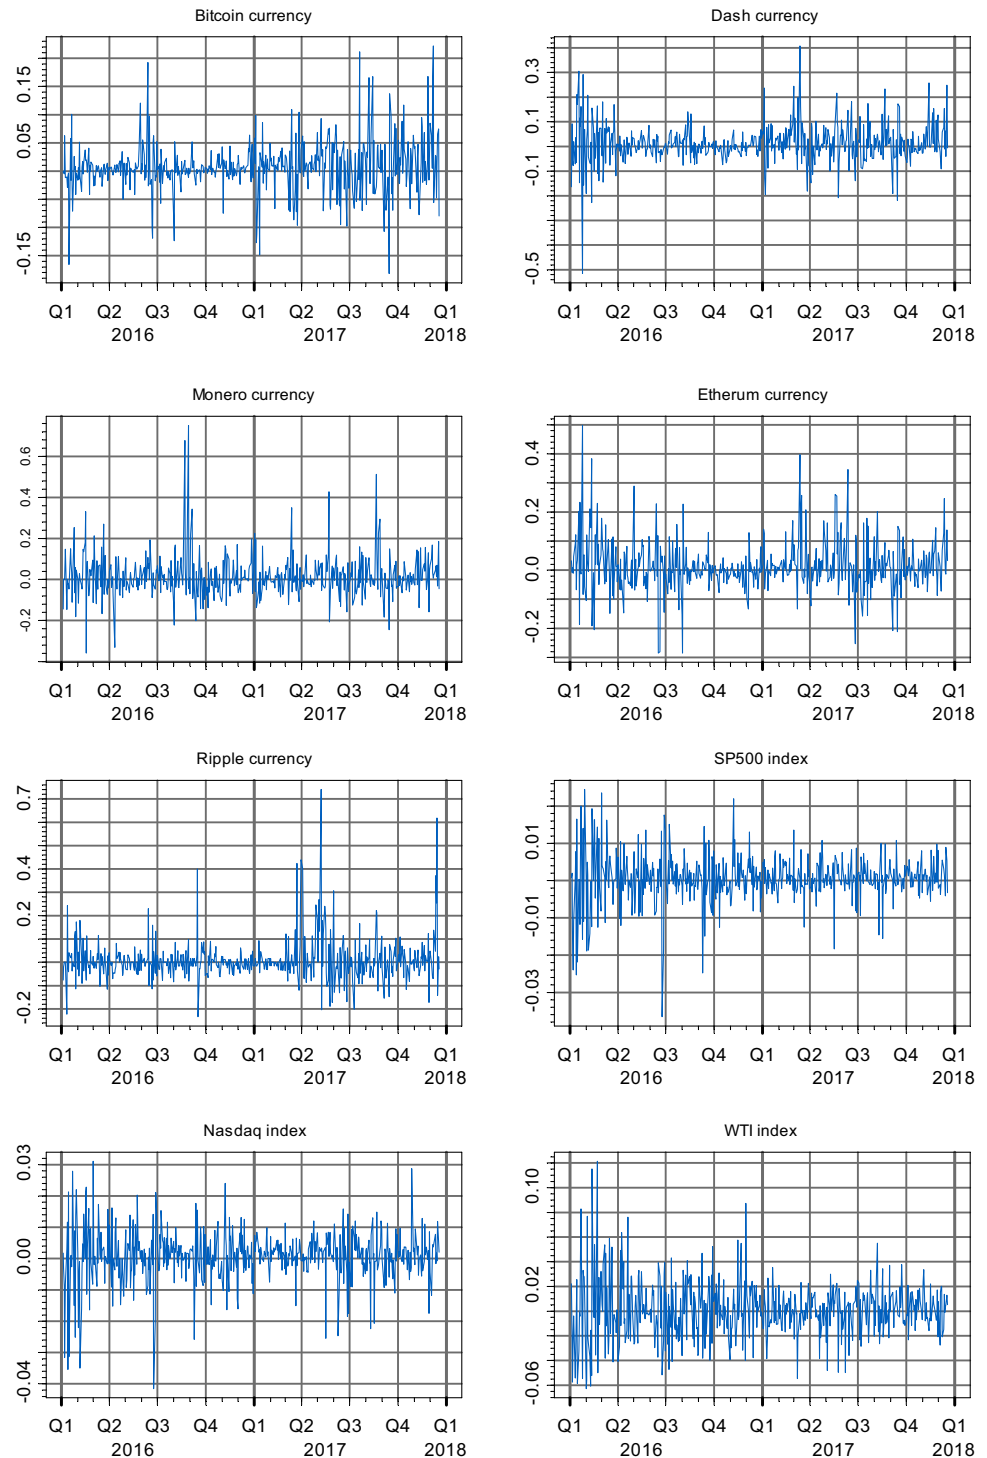 Bitcoin currency
0.15
0.05
-0.15
Q1 Q2 Q3 Q4 Q1 Q2 Q3 Q4 Q1
2016 2017 2018
Dash currency
0.3
0.1
-0.1
-0.5
Q1 Q2 Q3 Q4 Q1 Q2 Q3 Q4 Q1
2016 2017 2018
Monero currency
0.6
0.2
0.0
-0.2
Q1 Q2 Q3 Q4 Q1 Q2 Q3 Q4 Q1
2016 2017 2018
Etherum currency
0.4
0.2
0.0
-0.2
Q1 Q2 Q3 Q4 Q1 Q2 Q3 Q4 Q1
2016 2017 2018
Ripple currency
0.7
0.4
0.2
-0.2
Q1 Q2 Q3 Q4 Q1 Q2 Q3 Q4 Q1
2016 2017 2018
SP500 index
0.01
-0.01
-0.03
Q1 Q2 Q3 Q4 Q1 Q2 Q3 Q4 Q1
2016 2017 2018
Nasdaq index
0.03
0.00
-0.04
Q1 Q2 Q3 Q4 Q1 Q2 Q3 Q4 Q1
2016 2017 2018
WTI index
0.10
0.02
-0.06
Q1 Q2 Q3 Q4 Q1 Q2 Q3 Q4 Q1
2016 2017 2018